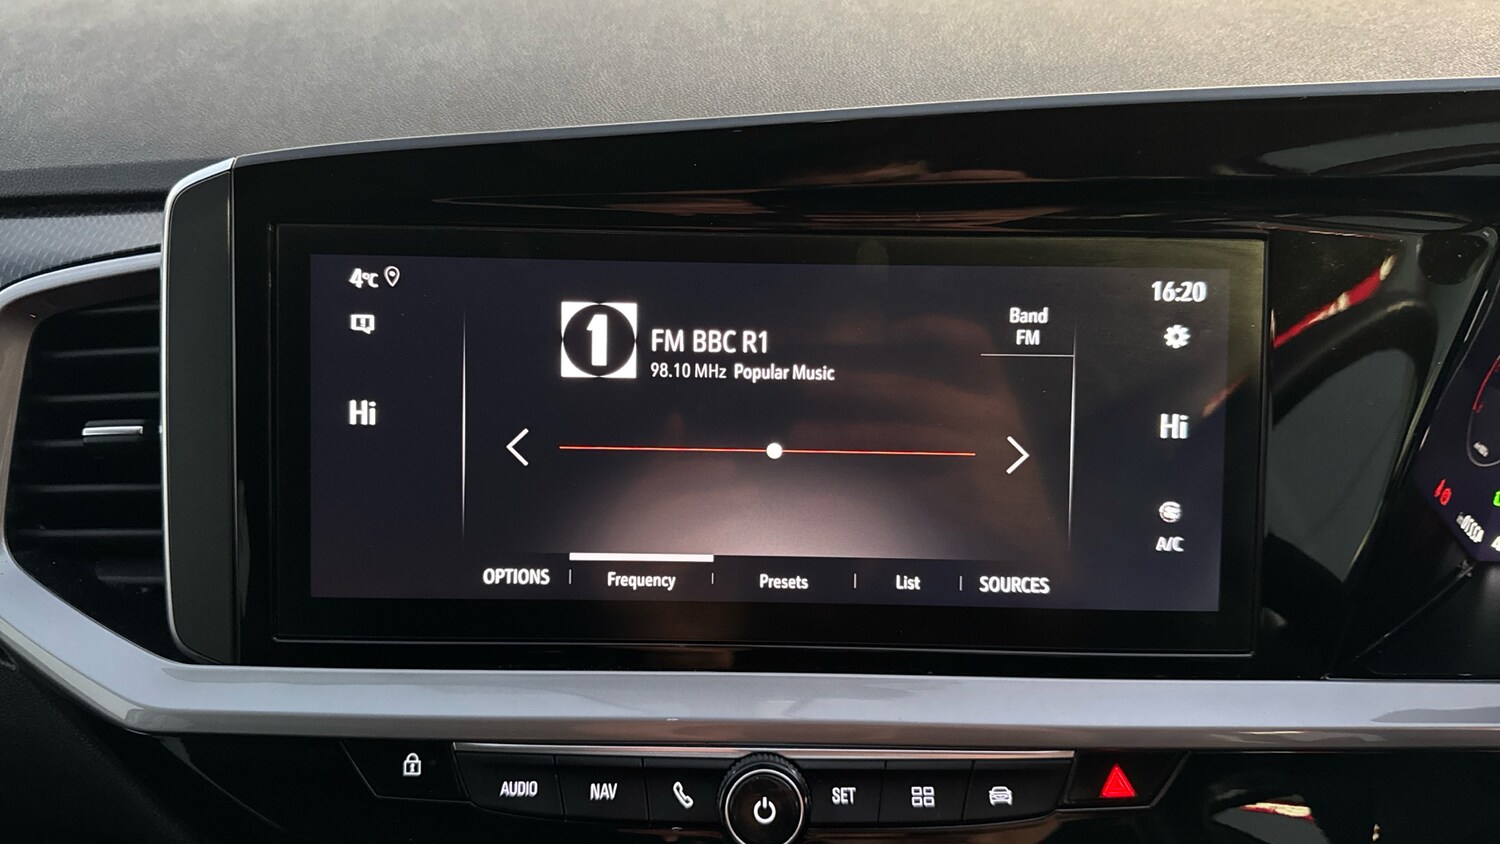 4°C
16:20
1
FM BBC R1
98.10 MHz Popular Music
Band
FM
Hi
Hi
A/C
OPTIONS
Frequency
Presets
List
SOURCES
AUDIO
NAV
SET